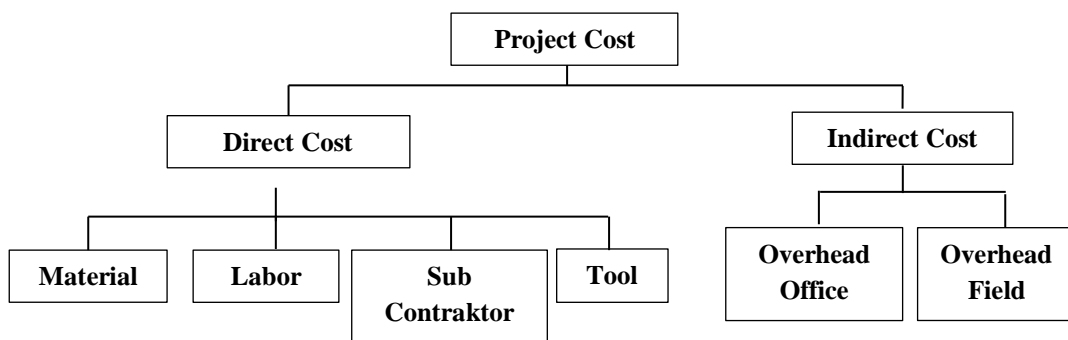 Project Cost
Direct Cost
Indirect Cost
Material
Labor
Sub
Contraktor
Tool
Overhead
Office
Overhead
Field